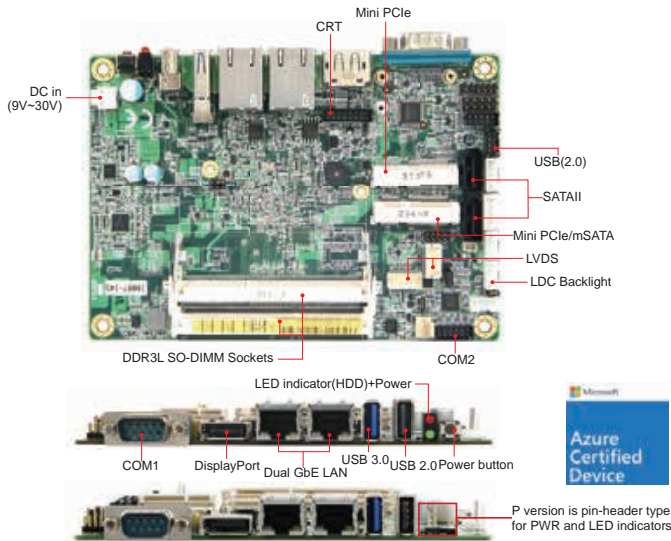 Mini PCIe
CRT
DC in
(9V~30V)
USB(2.0)
SATAII
Mini PCIe/mSATA
LVDS
LDC Backlight
DDR3L SO-DIMM Sockets
COM2
LED indicator(HDD)+Power
COM1
DisplayPort
Dual GbE LAN
USB 3.0
USB 2.0
Power button
Microsoft
Azure
Certified
Device
P version is pin-header type
for PWR and LED indicators